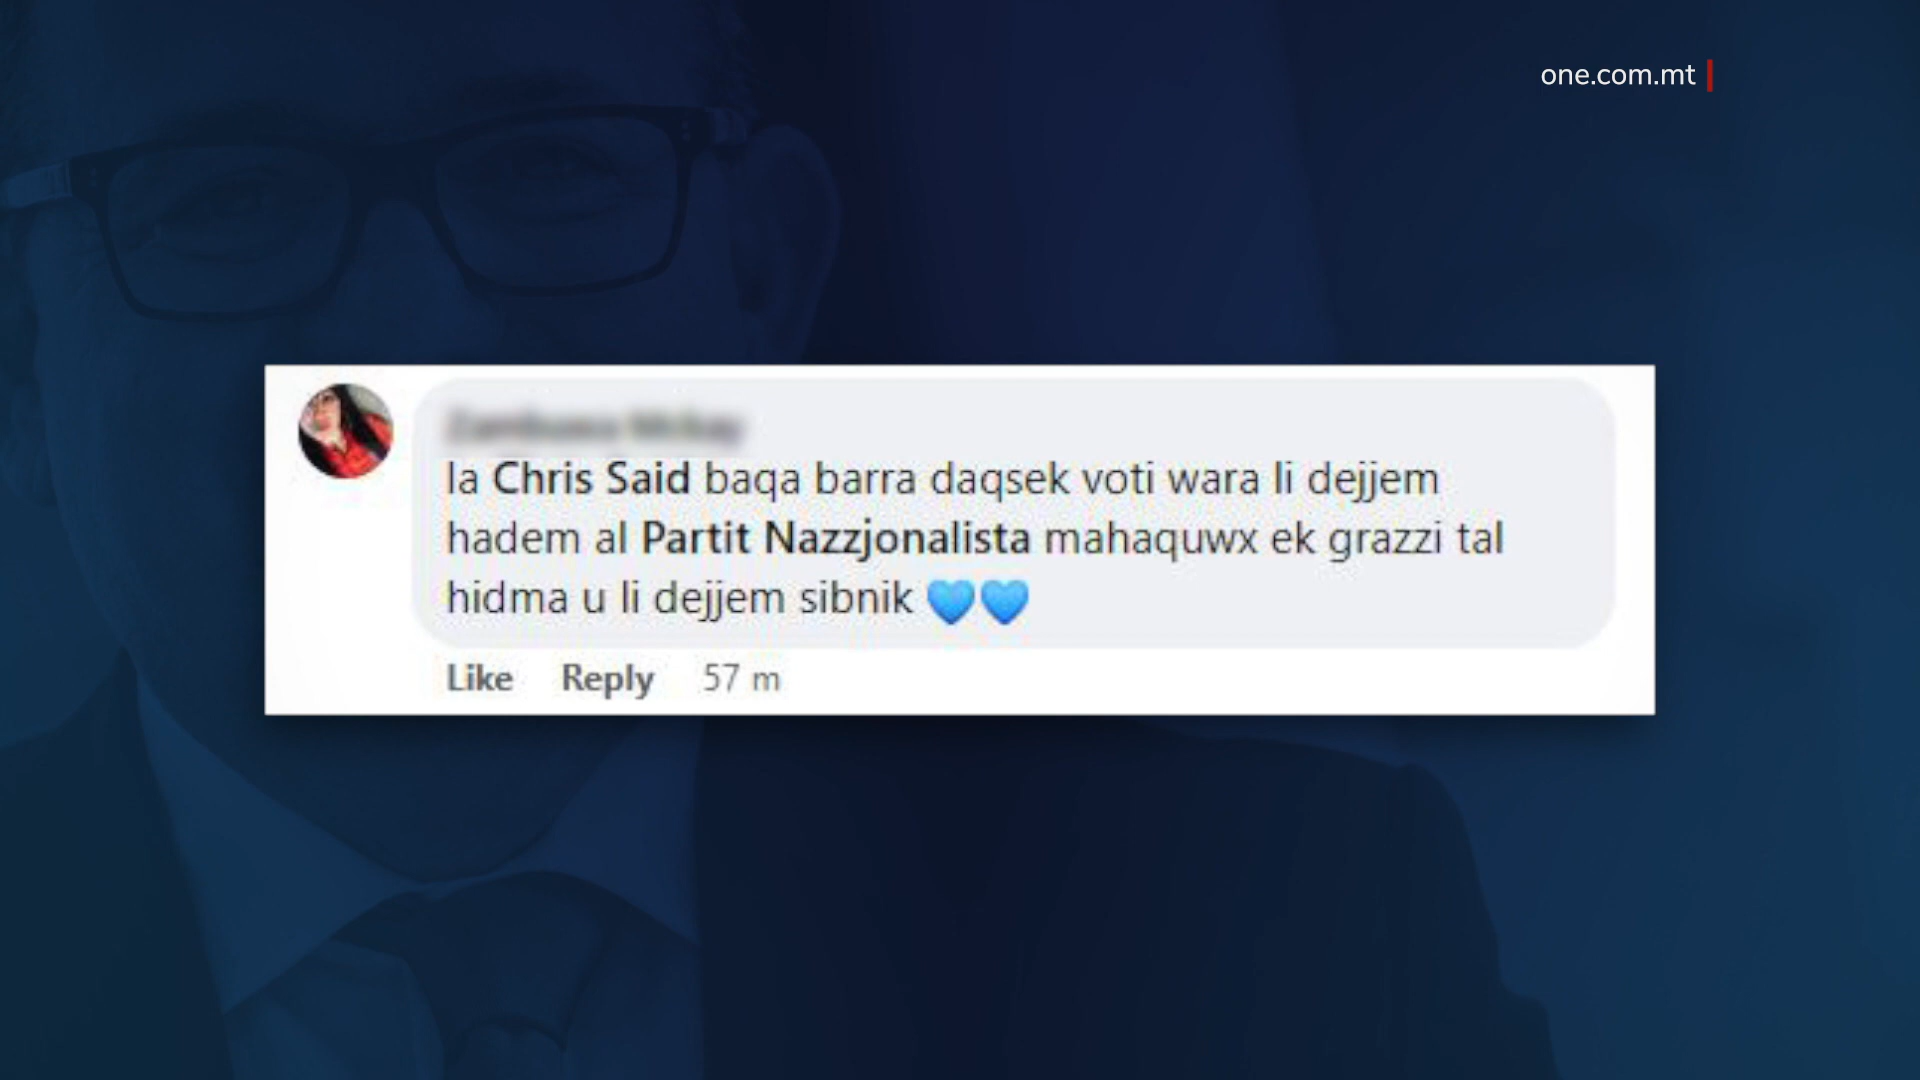 one.com.mt
la Chris Said baqa barra daqsek voti wara li dejjem
hadem al Partit Nazzjonalista mahaquwx ek grazzi tal
hidma u li dejjem sibnik 💙💙
Like Reply 57 m